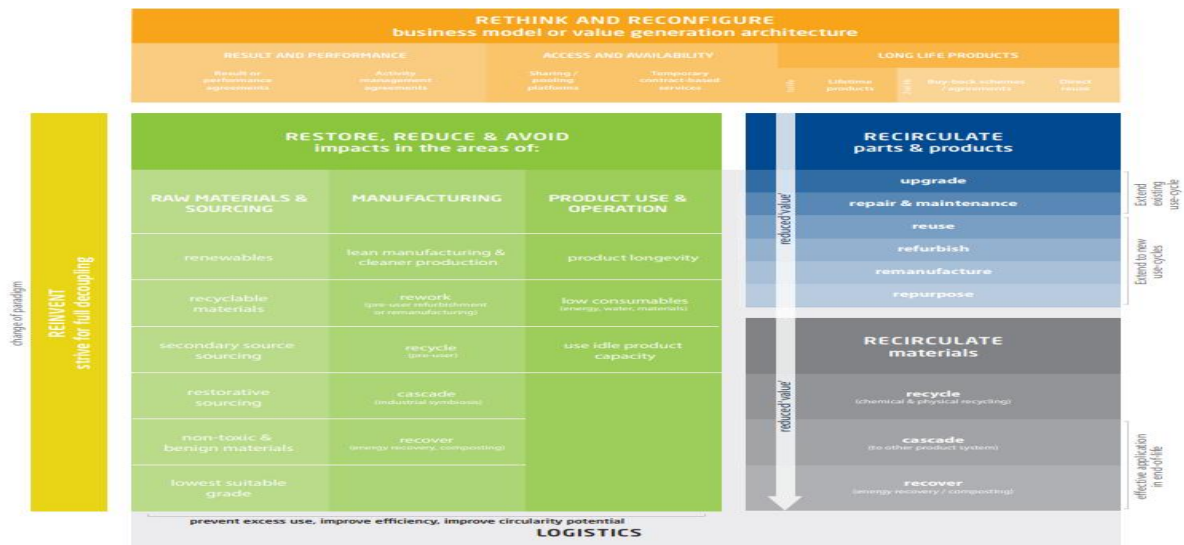 RETHINK AND RECONFIGURE
business model or value generation architecture
RESULT AND PERFORMANCE
ACCESS AND AVAILABILITY
LONG LIFE PRODUCTS
Result or
performance
agreements
Activity
management
agreements
Sharing /
pooling
platforms
Temporary
contract-based
services
Lifetime
products
Buy-back schemes
/ agreements
Direct
reuse
change of paradigm
REINVENT
strive for full decoupling
RESTORE, REDUCE & AVOID
impacts in the areas of:
RAW MATERIALS &
SOURCING
MANUFACTURING
PRODUCT USE &
OPERATION
renewables
lean manufacturing &
cleaner production
product longevity
recyclable
materials
rework
(pre-user refurbishment
or remanufacturing)
low consumables
(energy, water, materials)
secondary source
sourcing
recycle
(pre-user)
use idle product
capacity
restorative
sourcing
cascade
(industrial symbiosis)
non-toxic &
benign materials
recover
(energy recovery, composting)
lowest suitable
grade
prevent excess use, improve efficiency, improve circularity potential
LOGISTICS
reduced 'value'
reduced 'value'
RECIRCULATE
parts & products
upgrade
repair & maintenance
reuse
refurbish
remanufacture
repurpose
Extend
existing
use-cycle
Extend to new
use-cycles
RECIRCULATE
materials
recycle
(chemical & physical recycling)
cascade
(to other product system)
recover
(energy recovery / composting)
effective application
in end-of-life